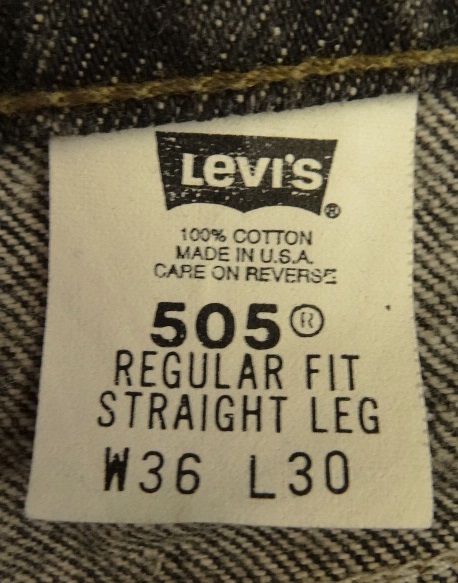 Levi's®
100% COTTON
MADE IN U.S.A.
CARE ON REVERSE
505®
REGULAR FIT
STRAIGHT LEG
W36 L30